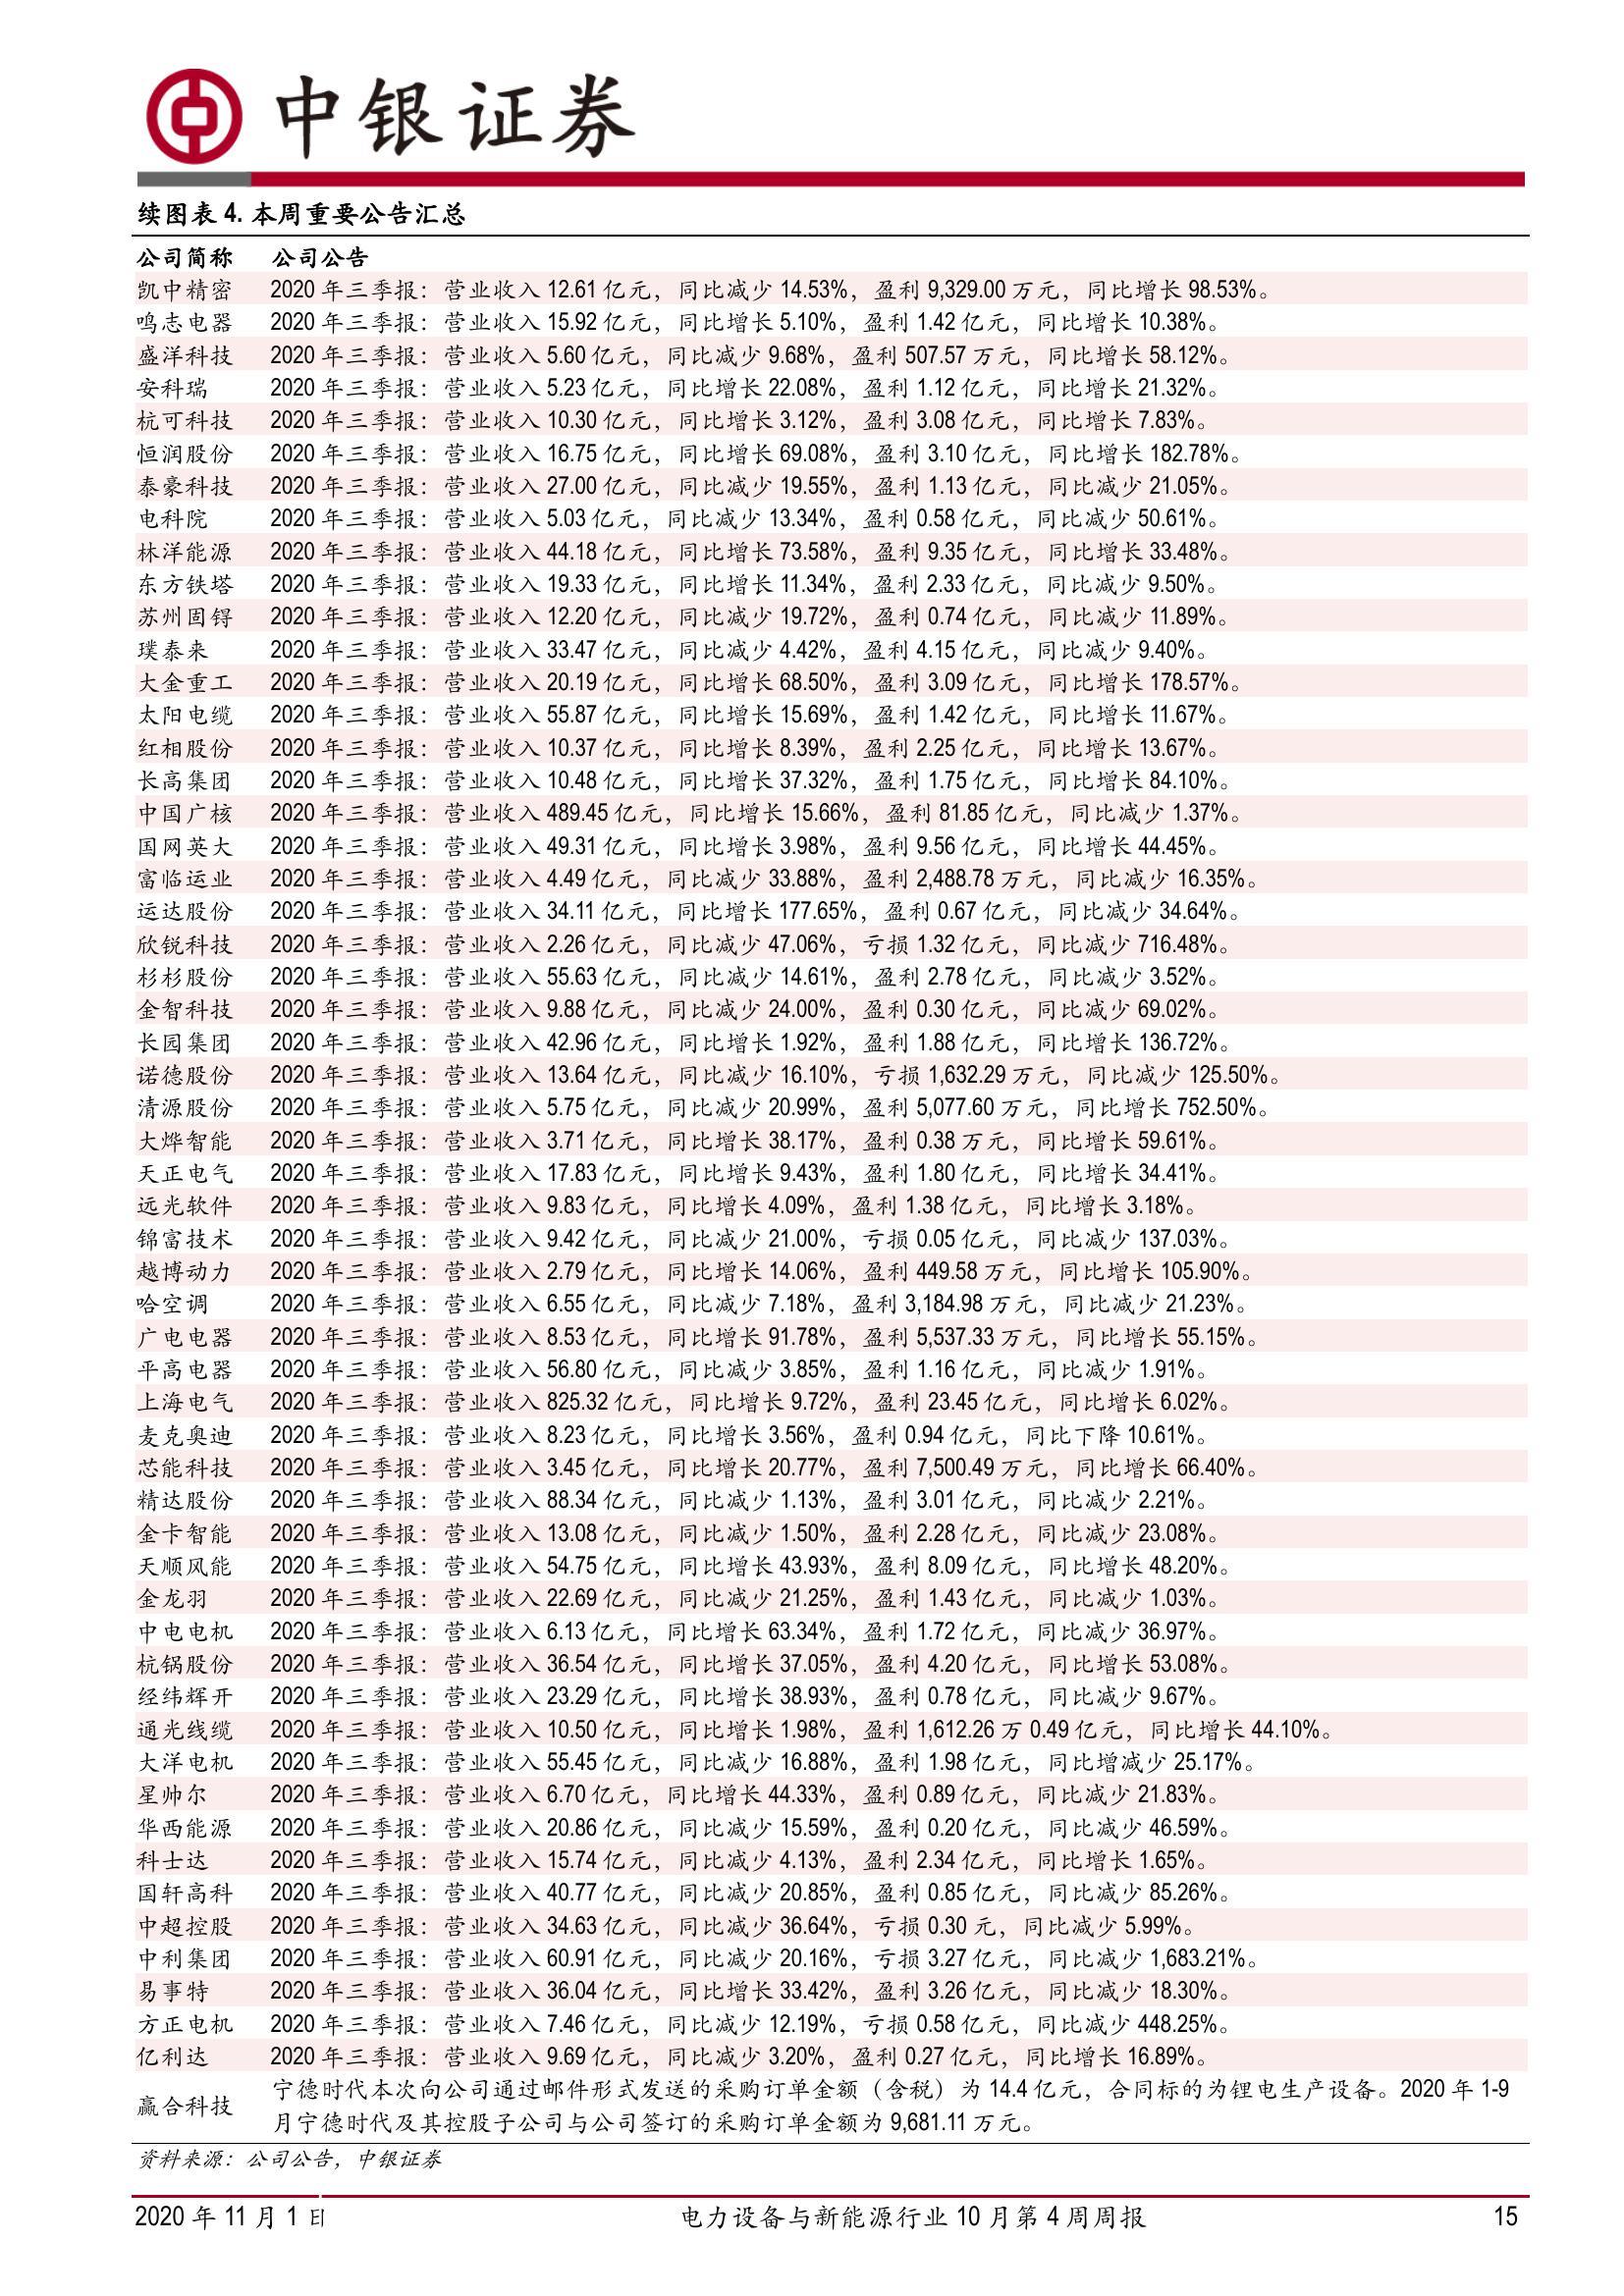 中银证券
续图表 4. 本周重要公告汇总
公司简称 公司公告
凯中精密 2020 年三季报：营业收入 12.61 亿元，同比减少 14.53%，盈利 9,329.00 万元，同比增长 98.53%。
鸣志电器 2020 年三季报：营业收入 15.92 亿元，同比增长 5.10%，盈利 1.42 亿元，同比增长 10.38%。
盛洋科技 2020 年三季报：营业收入 5.60 亿元，同比减少 9.68%，盈利 507.57 万元，同比增长 58.12%。
安科瑞 2020 年三季报：营业收入 5.23 亿元，同比增长 22.08%，盈利 1.12 亿元，同比增长 21.32%。
杭可科技 2020 年三季报：营业收入 10.30 亿元，同比增长 3.12%，盈利 3.08 亿元，同比增长 7.83%。
恒润股份 2020 年三季报：营业收入 16.75 亿元，同比增长 69.08%，盈利 3.10 亿元，同比增长 182.78%。
泰豪科技 2020 年三季报：营业收入 27.00 亿元，同比减少 19.55%，盈利 1.13 亿元，同比减少 21.05%。
电科院 2020 年三季报：营业收入 5.03 亿元，同比减少 13.34%，盈利 0.58 亿元，同比减少 50.61%。
林洋能源 2020 年三季报：营业收入 44.18 亿元，同比增长 73.58%，盈利 9.35 亿元，同比增长 33.48%。
东方铁塔 2020 年三季报：营业收入 19.33 亿元，同比增长 11.34%，盈利 2.33 亿元，同比减少 9.50%。
苏州固锝 2020 年三季报：营业收入 12.20 亿元，同比减少 19.72%，盈利 0.74 亿元，同比减少 11.89%。
璞泰来 2020 年三季报：营业收入 33.47 亿元，同比减少 4.42%，盈利 4.15 亿元，同比减少 9.40%。
大金重工 2020 年三季报：营业收入 20.19 亿元，同比增长 68.50%，盈利 3.09 亿元，同比增长 178.57%。
太阳电缆 2020 年三季报：营业收入 55.87 亿元，同比增长 15.69%，盈利 1.42 亿元，同比增长 11.67%。
红相股份 2020 年三季报：营业收入 10.37 亿元，同比增长 8.39%，盈利 2.25 亿元，同比增长 13.67%。
长高集团 2020 年三季报：营业收入 10.48 亿元，同比增长 37.32%，盈利 1.75 亿元，同比增长 84.10%。
中国广核 2020 年三季报：营业收入 489.45 亿元，同比增长 15.66%，盈利 81.85 亿元，同比减少 1.37%。
国网英大 2020 年三季报：营业收入 49.31 亿元，同比增长 3.98%，盈利 9.56 亿元，同比增长 44.45%。
富临运业 2020 年三季报：营业收入 4.49 亿元，同比减少 33.88%，盈利 2,488.78 万元，同比减少 16.35%。
运达股份 2020 年三季报：营业收入 34.11 亿元，同比增长 177.65%，盈利 0.67 亿元，同比减少 34.64%。
欣锐科技 2020 年三季报：营业收入 2.26 亿元，同比减少 47.06%，亏损 1.32 亿元，同比减少 716.48%。
杉杉股份 2020 年三季报：营业收入 55.63 亿元，同比减少 14.61%，盈利 2.78 亿元，同比减少 3.52%。
金智科技 2020 年三季报：营业收入 9.88 亿元，同比减少 24.00%，盈利 0.30 亿元，同比减少 69.02%。
长园集团 2020 年三季报：营业收入 42.96 亿元，同比增长 1.92%，盈利 1.88 亿元，同比增长 136.72%。
诺德股份 2020 年三季报：营业收入 13.64 亿元，同比减少 16.10%，亏损 1,632.29 万元，同比减少 125.50%。
清源股份 2020 年三季报：营业收入 5.75 亿元，同比减少 20.99%，盈利 5,077.60 万元，同比增长 752.50%。
大烨智能 2020 年三季报：营业收入 3.71 亿元，同比增长 38.17%，盈利 0.38 万元，同比增长 59.61%。
天正电气 2020 年三季报：营业收入 17.83 亿元，同比增长 9.43%，盈利 1.80 亿元，同比增长 34.41%。
远光软件 2020 年三季报：营业收入 9.83 亿元，同比增长 4.09%，盈利 1.38 亿元，同比增长 3.18%。
锦富技术 2020 年三季报：营业收入 9.42 亿元，同比减少 21.00%，亏损 0.05 亿元，同比减少 137.03%。
越博动力 2020 年三季报：营业收入 2.79 亿元，同比增长 14.06%，盈利 449.58 万元，同比增长 105.90%。
哈空调 2020 年三季报：营业收入 6.55 亿元，同比减少 7.18%，盈利 3,184.98 万元，同比减少 21.23%。
广电电器 2020 年三季报：营业收入 8.53 亿元，同比增长 91.78%，盈利 5,537.33 万元，同比增长 55.15%。
平高电器 2020 年三季报：营业收入 56.80 亿元，同比减少 3.85%，盈利 1.16 亿元，同比减少 1.91%。
上海电气 2020 年三季报：营业收入 825.32 亿元，同比增长 9.72%，盈利 23.45 亿元，同比增长 6.02%。
麦克奥迪 2020 年三季报：营业收入 8.23 亿元，同比增长 3.56%，盈利 0.94 亿元，同比下降 10.61%。
芯能科技 2020 年三季报：营业收入 3.45 亿元，同比增长 20.77%，盈利 7,500.49 万元，同比增长 66.40%。
精达股份 2020 年三季报：营业收入 88.34 亿元，同比减少 1.13%，盈利 3.01 亿元，同比减少 2.21%。
金卡智能 2020 年三季报：营业收入 13.08 亿元，同比减少 1.50%，盈利 2.28 亿元，同比减少 23.08%。
天顺风能 2020 年三季报：营业收入 54.75 亿元，同比增长 43.93%，盈利 8.09 亿元，同比增长 48.20%。
金龙羽 2020 年三季报：营业收入 22.69 亿元，同比减少 21.25%，盈利 1.43 亿元，同比减少 1.03%。
中电电机 2020 年三季报：营业收入 6.13 亿元，同比增长 63.34%，盈利 1.72 亿元，同比减少 36.97%。
杭锅股份 2020 年三季报：营业收入 36.54 亿元，同比增长 37.05%，盈利 4.20 亿元，同比增长 53.08%。
经纬辉开 2020 年三季报：营业收入 23.29 亿元，同比增长 38.93%，盈利 0.78 亿元，同比减少 9.67%。
通光线缆 2020 年三季报：营业收入 10.50 亿元，同比增长 1.98%，盈利 1,612.26 万 0.49 亿元，同比增长 44.10%。
大洋电机 2020 年三季报：营业收入 55.45 亿元，同比减少 16.88%，盈利 1.98 亿元，同比增减少 25.17%。
星帅尔 2020 年三季报：营业收入 6.70 亿元，同比增长 44.33%，盈利 0.89 亿元，同比减少 21.83%。
华西能源 2020 年三季报：营业收入 20.86 亿元，同比减少 15.59%，盈利 0.20 亿元，同比减少 46.59%。
科士达 2020 年三季报：营业收入 15.74 亿元，同比减少 4.13%，盈利 2.34 亿元，同比增长 1.65%。
国轩高科 2020 年三季报：营业收入 40.77 亿元，同比减少 20.85%，盈利 0.85 亿元，同比减少 85.26%。
中超控股 2020 年三季报：营业收入 34.63 亿元，同比减少 36.64%，亏损 0.30 元，同比减少 5.99%。
中利集团 2020 年三季报：营业收入 60.91 亿元，同比减少 20.16%，亏损 3.27 亿元，同比减少 1,683.21%。
易事特 2020 年三季报：营业收入 36.04 亿元，同比增长 33.42%，盈利 3.26 亿元，同比减少 18.30%。
方正电机 2020 年三季报：营业收入 7.46 亿元，同比减少 12.19%，亏损 0.58 亿元，同比减少 448.25%。
亿利达 2020 年三季报：营业收入 9.69 亿元，同比减少 3.20%，盈利 0.27 亿元，同比增长 16.89%。
赢合科技 宁德时代本次向公司通过邮件形式发送的采购订单金额（含税）为 14.4 亿元，合同标的为锂电生产设备。2020 年 1-9
月宁德时代及其控股子公司与公司签订的采购订单金额为 9,681.11 万元。
资料来源：公司公告，中银证券
2020 年 11 月 1 日 电力设备与新能源行业 10 月第 4 周周报 15